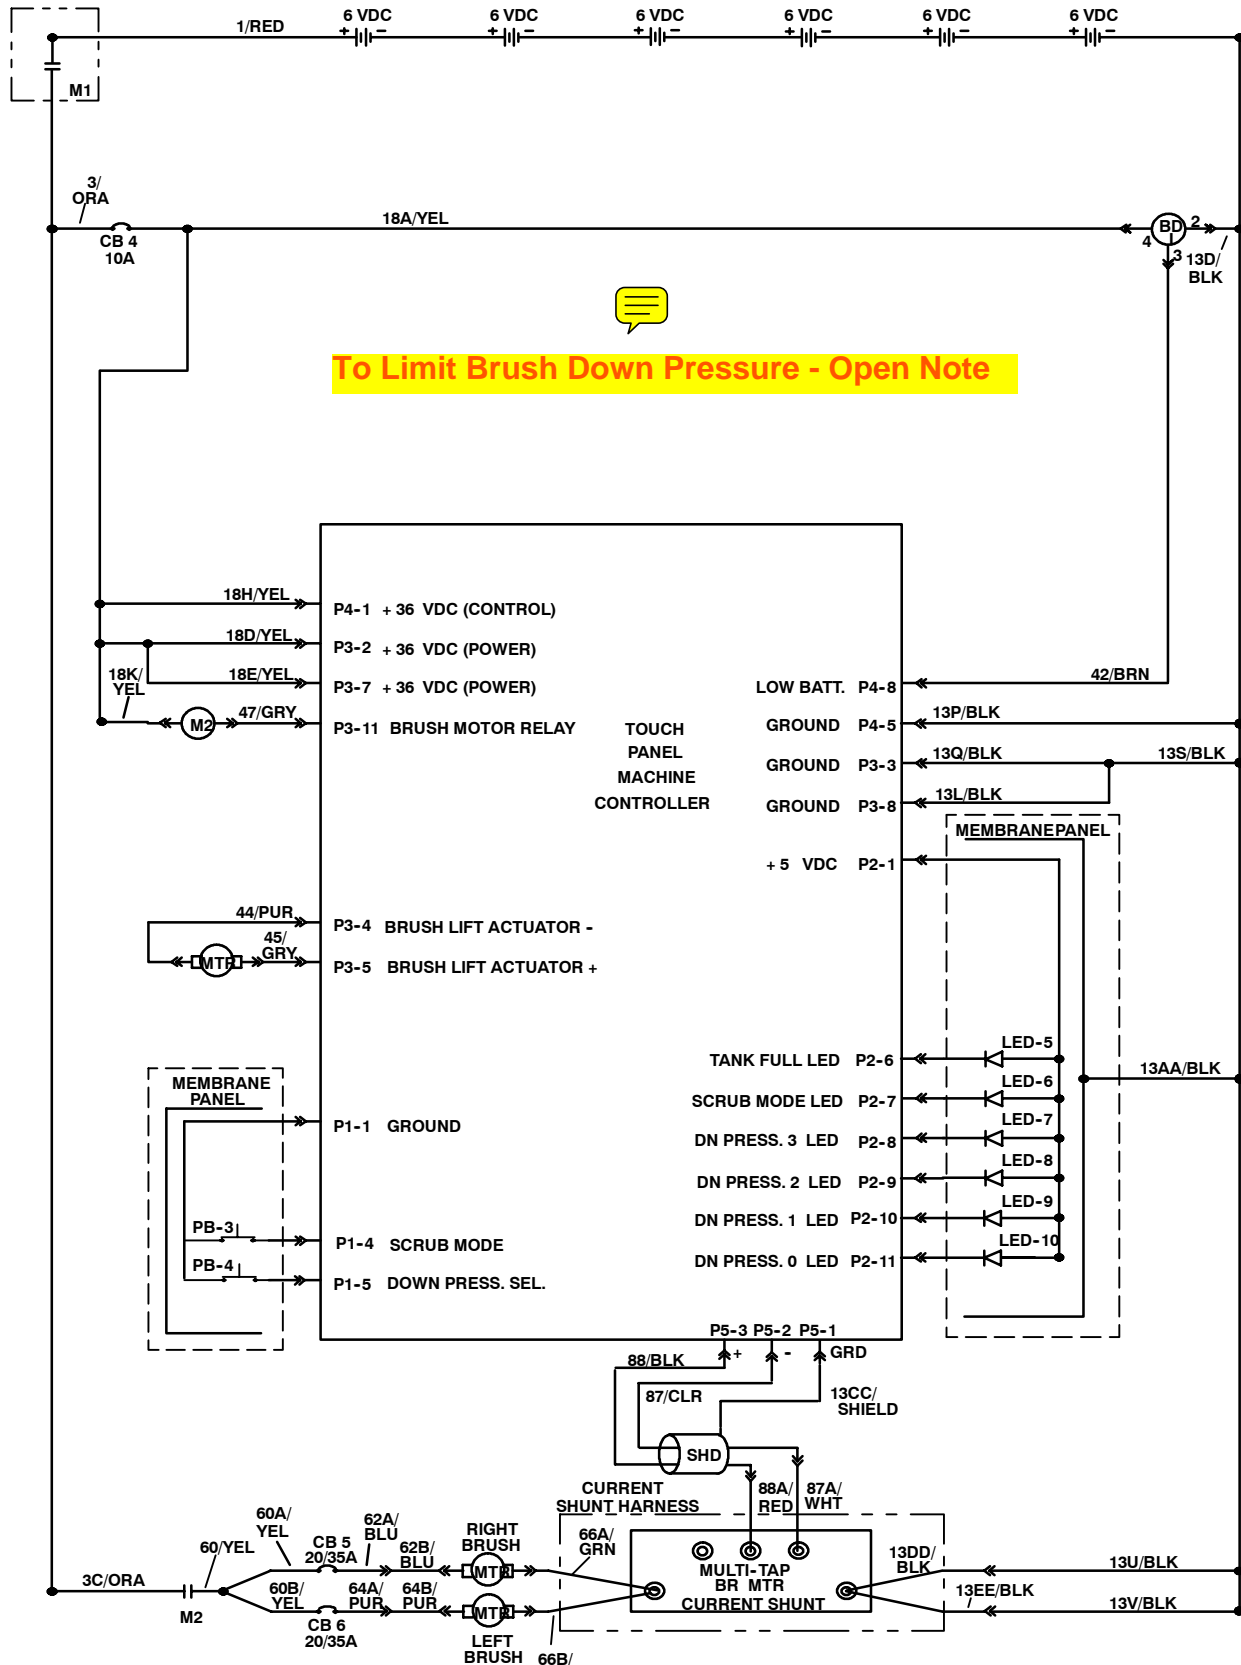 6 VDC 6 VDC 6 VDC 6 VDC 6 VDC 6 VDC
1/RED + - + - + - + - + - + -
M1
3/
ORA
18A/YEL
CB 4
10A
BD 2
4
3 13D/
BLK
To Limit Brush Down Pressure - Open Note
18H/YEL P4-1 + 36 VDC (CONTROL)
18D/YEL P3-2 + 36 VDC (POWER)
18K/
YEL
18E/YEL P3-7 + 36 VDC (POWER)
LOW BATT. P4-8 42/BRN
M2 47/GRY P3-11 BRUSH MOTOR RELAY
TOUCH
PANEL
MACHINE
CONTROLLER
GROUND P4-5 13P/BLK
GROUND P3-3 13Q/BLK 13S/BLK
GROUND P3-8 13L/BLK
MEMBRANE PANEL
+ 5 VDC P2-1
44/PUR P3-4 BRUSH LIFT ACTUATOR -
45/
GRY
MTR P3-5 BRUSH LIFT ACTUATOR +
TANK FULL LED P2-6 LED-5
13AA/BLK
SCRUB MODE LED P2-7 LED-6
DN PRESS. 3 LED P2-8 LED-7
DN PRESS. 2 LED P2-9 LED-8
DN PRESS. 1 LED P2-10 LED-9
DN PRESS. 0 LED P2-11 LED-10
MEMBRANE
PANEL
P1-1 GROUND
PB-3 P1-4 SCRUB MODE
PB-4 P1-5 DOWN PRESS. SEL.
P5-3 P5-2 P5-1
+ - GRD
88/BLK
87/CLR
13CC/
SHIELD
SHD
CURRENT
SHUNT HARNESS
88A/
RED
87A/
WHT
3C/ORA
M2
60/YEL
60A/
YEL
CB 5
20/35A
62A/
BLU
62B/
BLU
RIGHT
BRUSH
MTR
66A/
GRN
60B/
YEL
CB 6
20/35A
64A/
PUR
64B/
PUR
MTR
LEFT
BRUSH
66B/
MULTI-TAP
BR MTR
CURRENT SHUNT
13DD/
BLK
13U/BLK
13EE/BLK
13V/BLK